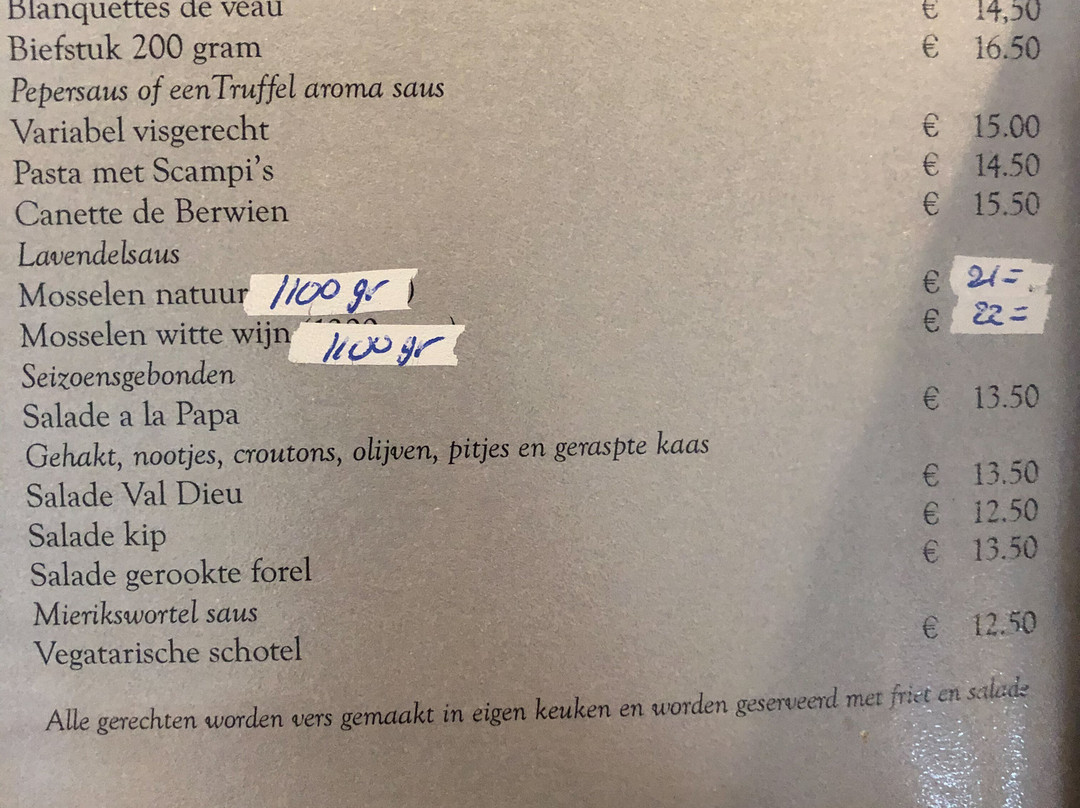 Blanquettes de veau € 14,50
Biefstuk 200 gram € 16.50
Pepersaus of een Truffel aroma saus
Variabel visgerecht € 15.00
Pasta met Scampi's € 14.50
Canette de Berwien € 15.50
Lavendelsaus
Mosselen natuur 1100 gr ) € 21=
Mosselen witte wijn 1100 gr € 22=
Seizoensgebonden
Salade a la Papa € 13.50
Gehakt, nootjes, croutons, olijven, pitjes en geraspte kaas
Salade Val Dieu € 13.50
Salade kip € 12.50
Salade gerookte forel € 13.50
Mierikswortel saus
Vegatarische schotel € 12.50
Alle gerechten worden vers gemaakt in eigen keuken en worden geserveerd met friet en salade